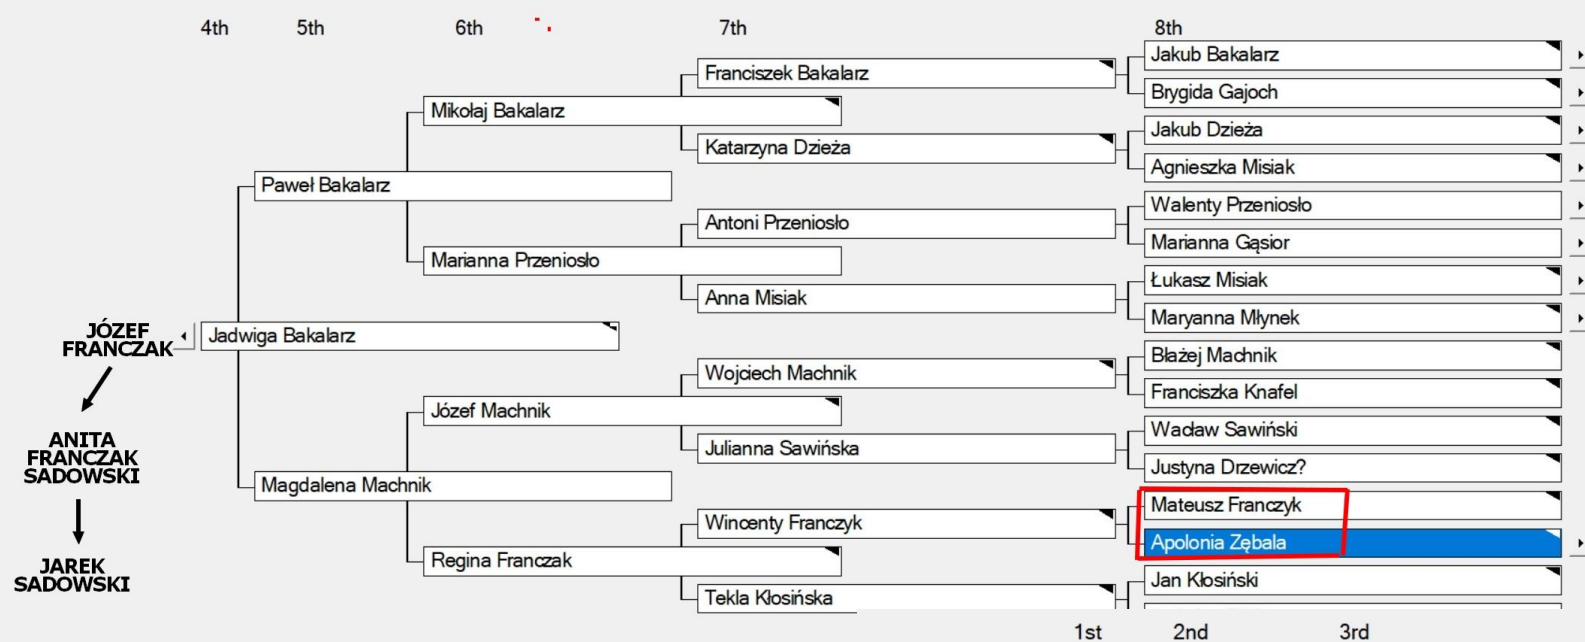 4th 5th 6th 7th 8th
Jakub Bakalarz
Franciszek Bakalarz
Brygida Gajoch
Mikołaj Bakalarz
Jakub Dzieża
Katarzyna Dzieża
Agnieszka Misiak
Paweł Bakalarz
Walenty Przeniosło
Antoni Przeniosło
Marianna Gąsior
Marianna Przeniosło
Łukasz Misiak
Anna Misiak
Maryanna Młynek
JÓZEF
FRANCZAK
Jadwiga Bakalarz
Błażej Machnik
Wojciech Machnik
Franciszka Knafel
Józef Machnik
Wacław Sawiński
Julianna Sawińska
Justyna Drzewicz?
ANITA
FRANCZAK
SADOWSKI
Magdalena Machnik
Mateusz Franczyk
Wincenty Franczyk
Apolonia Zębala
Regina Franczak
Jan Kłosiński
Tekla Kłosińska
JAREK
SADOWSKI
1st 2nd 3rd